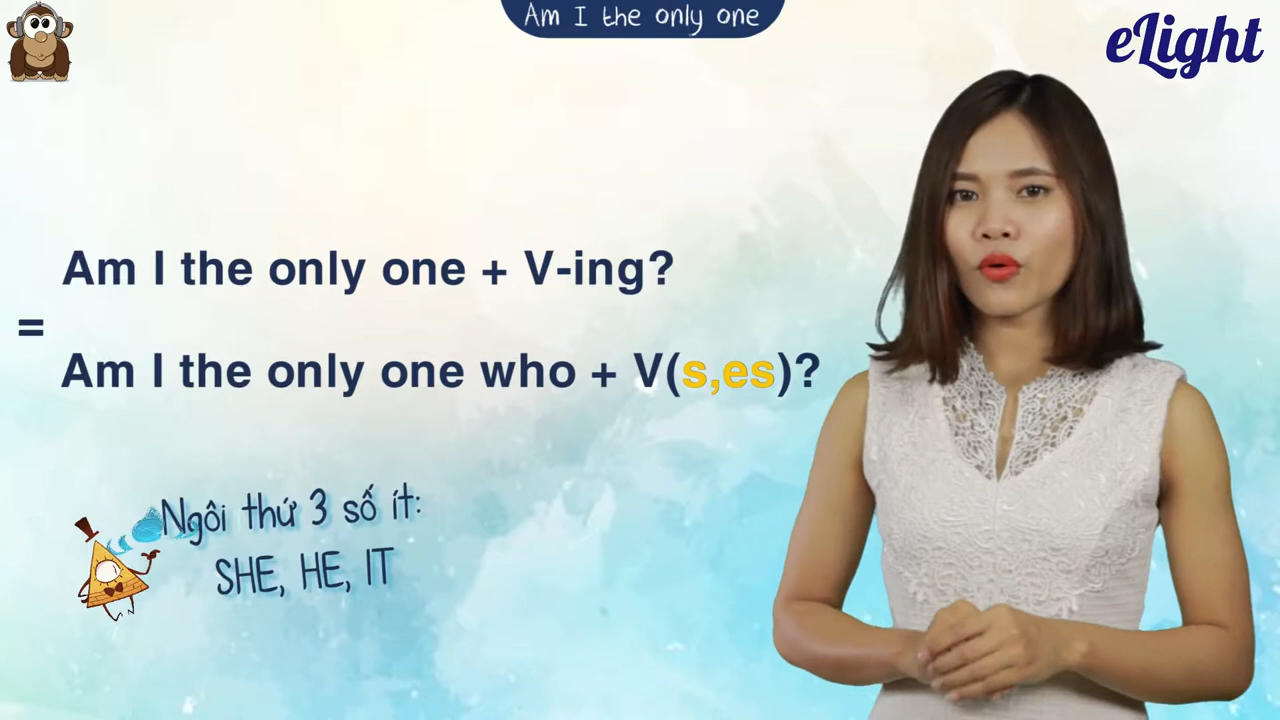 Am I the only one
eLight
Am I the only one + V-ing?
=
Am I the only one who + V(s,es)?
Ngôi thứ 3 số ít:
SHE, HE, IT